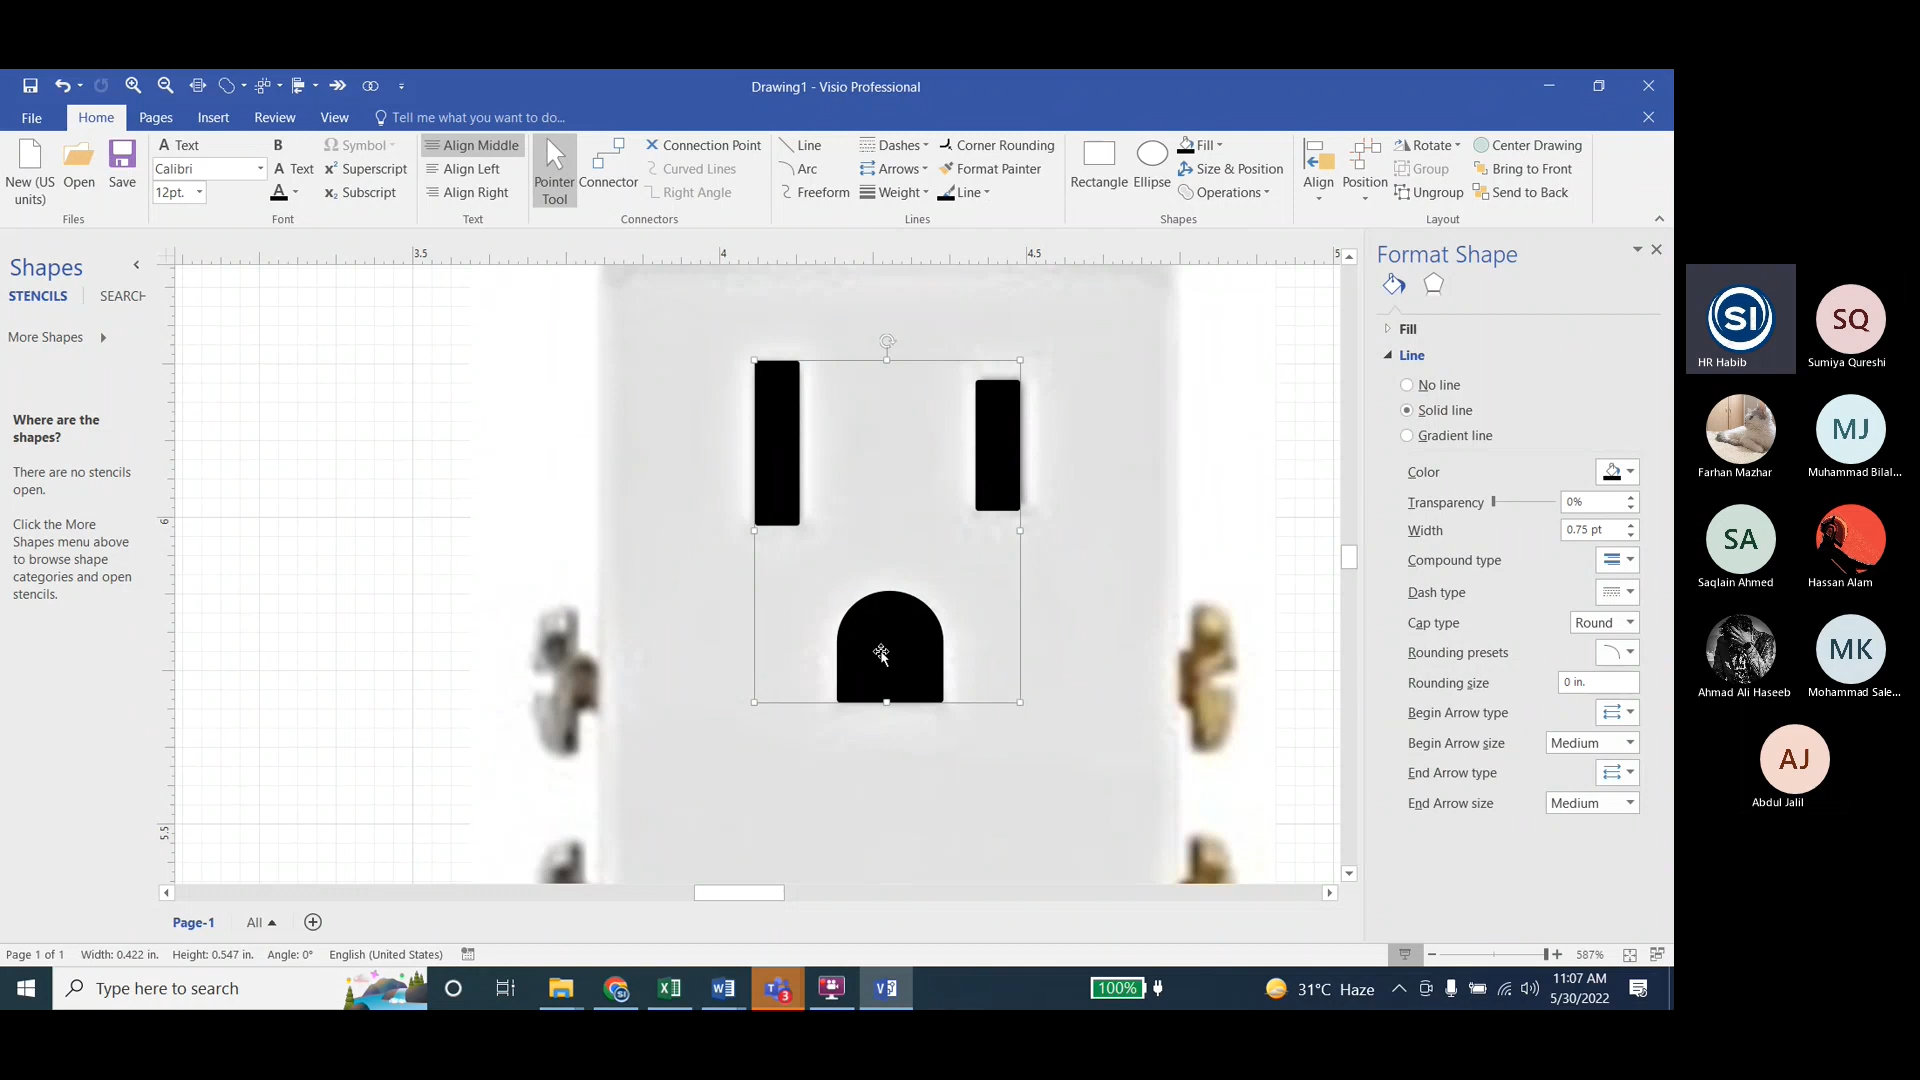 Drawing1 - Visio Professional
File
Home
Pages
Insert
Review
View
Tell me what you want to do...
New (US units)
Open
Save
Files
A Text
Calibri
12pt.
B
A Text
A
Symbol
x² Superscript
x₂ Subscript
Font
Align Middle
Align Left
Align Right
Text
Pointer Tool
Connector
Connection Point
Curved Lines
Right Angle
Connectors
Line
Arc
Freeform
Dashes
Arrows
Weight
Corner Rounding
Format Painter
Line
Lines
Rectangle
Ellipse
Fill
Size & Position
Operations
Shapes
Align
Position
Rotate
Group
Ungroup
Center Drawing
Bring to Front
Send to Back
Layout
Shapes
STENCILS
SEARCH
More Shapes
Where are the
shapes?
There are no stencils
open.
Click the More
Shapes menu above
to browse shape
categories and open
stencils.
3.5
4
4.5
5
6
5.5
Format Shape
Fill
Line
No line
Solid line
Gradient line
Color
Transparency
0%
Width
0.75 pt
Compound type
Dash type
Cap type
Round
Rounding presets
Rounding size
0 in.
Begin Arrow type
Begin Arrow size
Medium
End Arrow type
End Arrow size
Medium
Page-1
All
Page 1 of 1
Width: 0.422 in.
Height: 0.547 in.
Angle: 0°
English (United States)
587%
Type here to search
3
100%
31°C Haze
11:07 AM
5/30/2022
SI
HR Habib
SQ
Sumiya Qureshi
Farhan Mazhar
MJ
Muhammad Bilal...
SA
Saqlain Ahmed
Hassan Alam
Ahmad Ali Haseeb
MK
Mohammad Sale...
AJ
Abdul Jalil